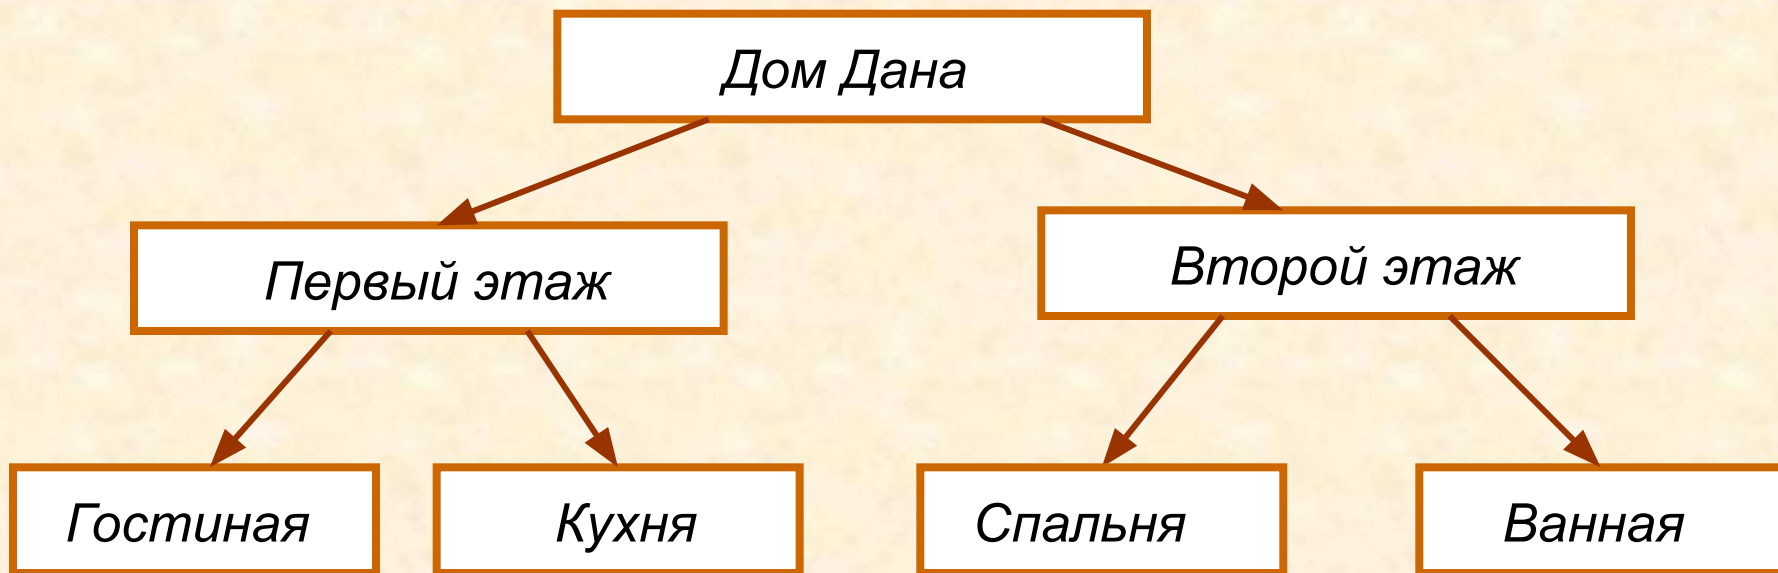 Дом Дана
Первый этаж
Второй этаж
Гостиная
Кухня
Спальня
Ванная